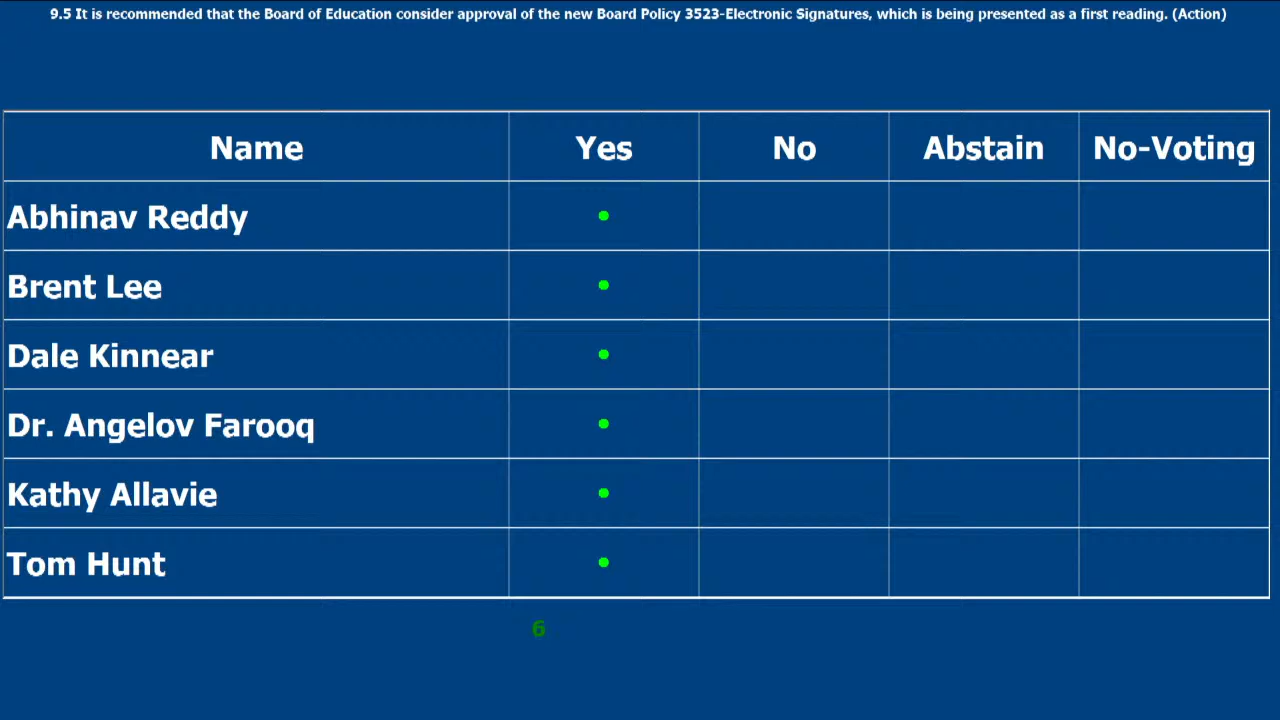 9.5 It is recommended that the Board of Education consider approval of the new Board Policy 3523-Electronic Signatures, which is being presented as a first reading. (Action)
Name Yes No Abstain No-Voting
Abhinav Reddy
Brent Lee
Dale Kinnear
Dr. Angelov Farooq
Kathy Allavie
Tom Hunt
6